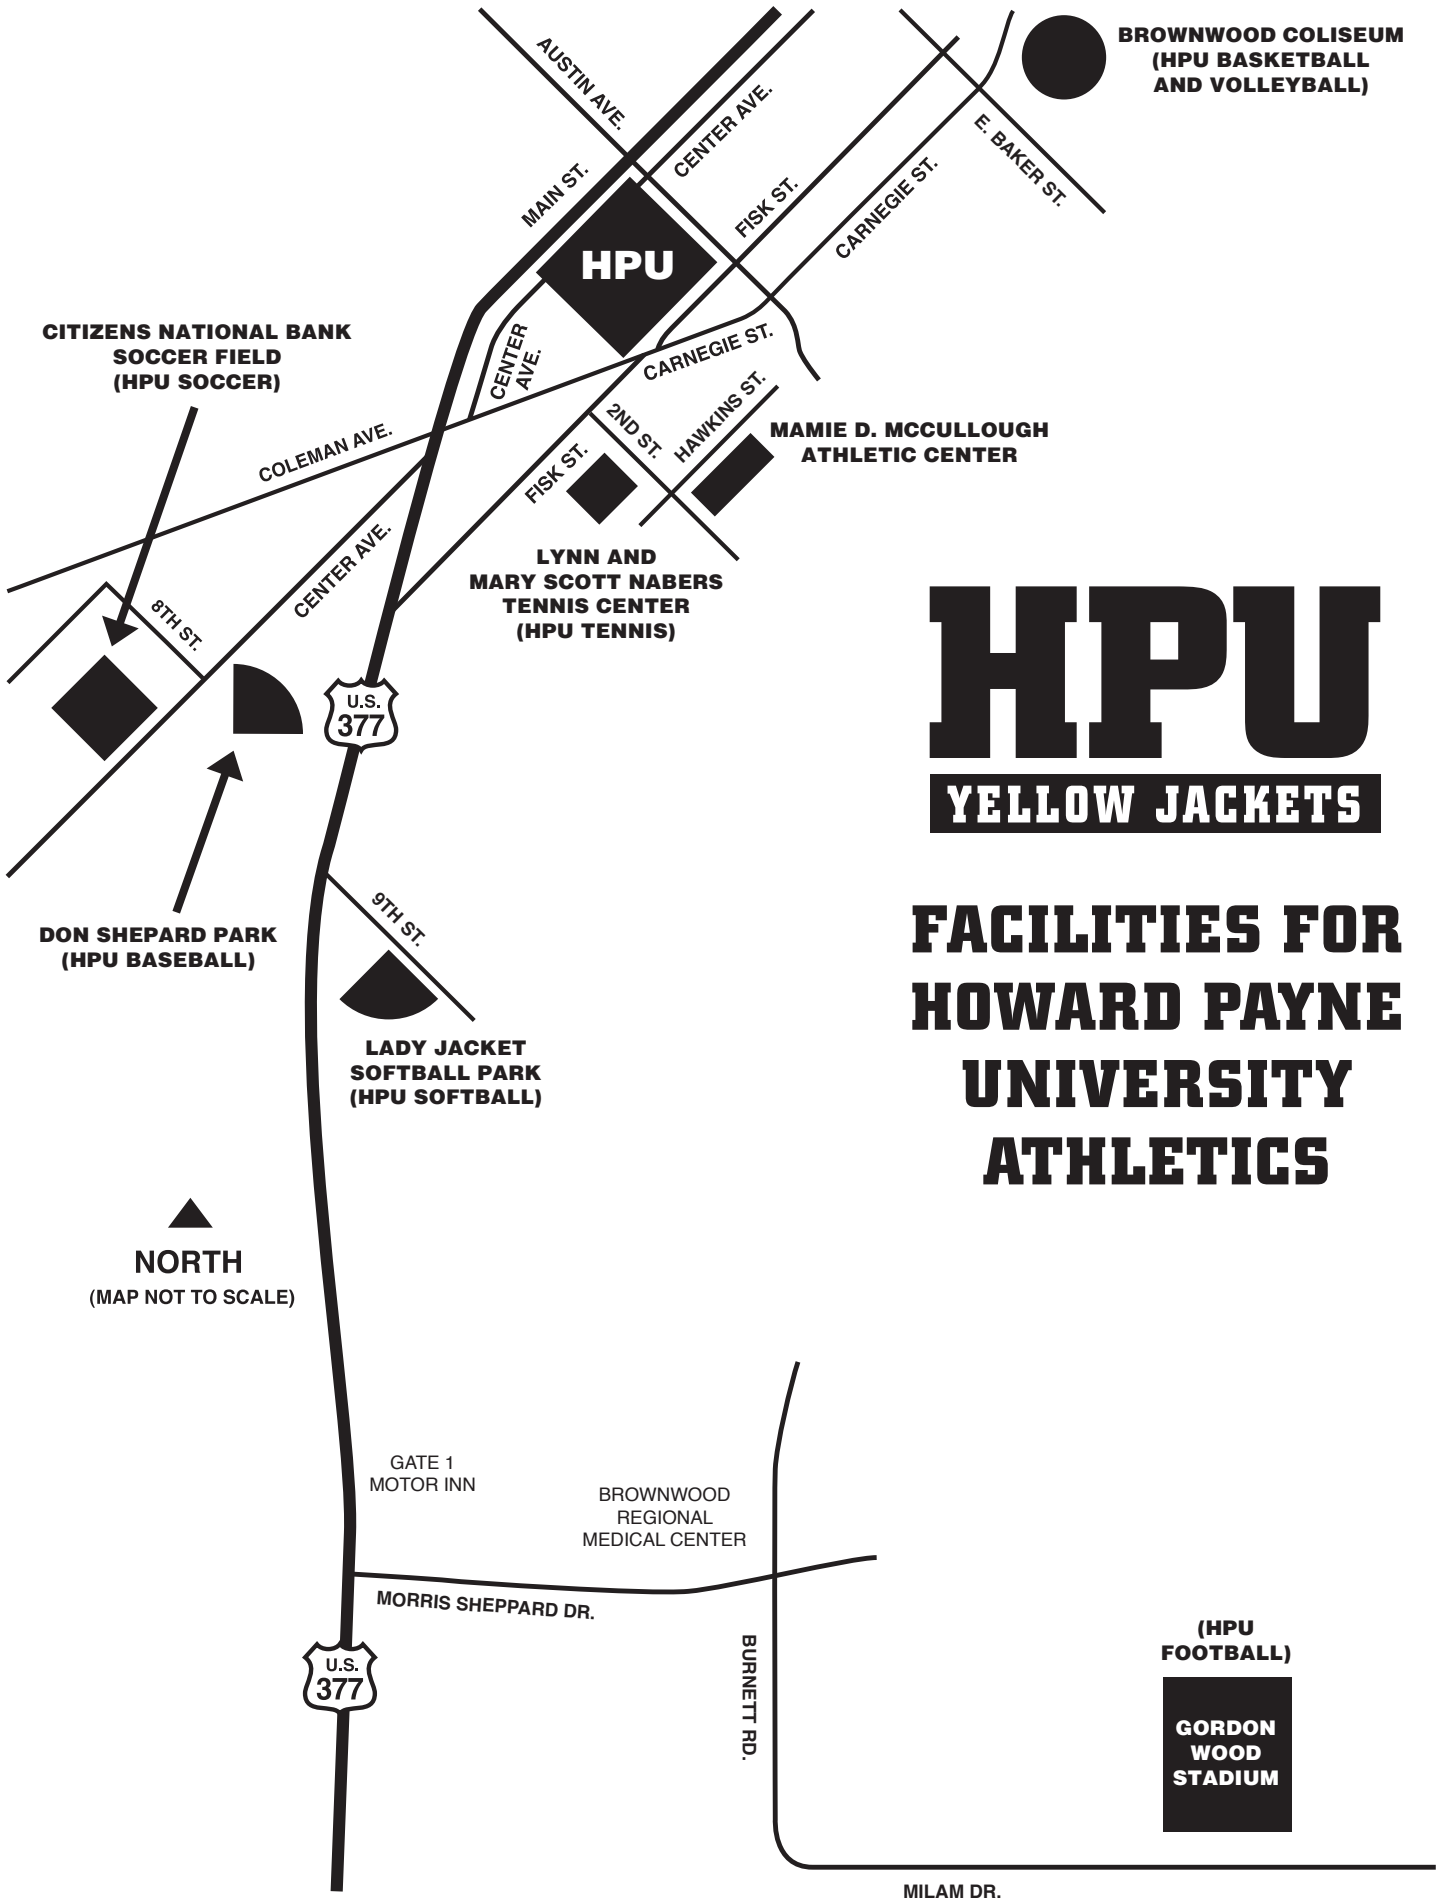 BROWNWOOD COLISEUM
(HPU BASKETBALL
AND VOLLEYBALL)
AUSTIN AVE.
CENTER AVE.
MAIN ST.
FISK ST.
CARNEGIE ST.
E. BAKER ST.
HPU
CITIZENS NATIONAL BANK
SOCCER FIELD
(HPU SOCCER)
CENTER
AVE.
CARNEGIE ST.
COLEMAN AVE.
2ND ST.
HAWKINS ST.
MAMIE D. MCCULLOUGH
ATHLETIC CENTER
FISK ST.
CENTER AVE.
LYNN AND
MARY SCOTT NABERS
TENNIS CENTER
(HPU TENNIS)
8TH ST.
U.S.
377
HPU
YELLOW JACKETS
FACILITIES FOR
HOWARD PAYNE
UNIVERSITY
ATHLETICS
DON SHEPARD PARK
(HPU BASEBALL)
9TH ST.
LADY JACKET
SOFTBALL PARK
(HPU SOFTBALL)
NORTH
(MAP NOT TO SCALE)
GATE 1
MOTOR INN
BROWNWOOD
REGIONAL
MEDICAL CENTER
MORRIS SHEPPARD DR.
U.S.
377
BURNETT RD.
(HPU
FOOTBALL)
GORDON
WOOD
STADIUM
MILAM DR.